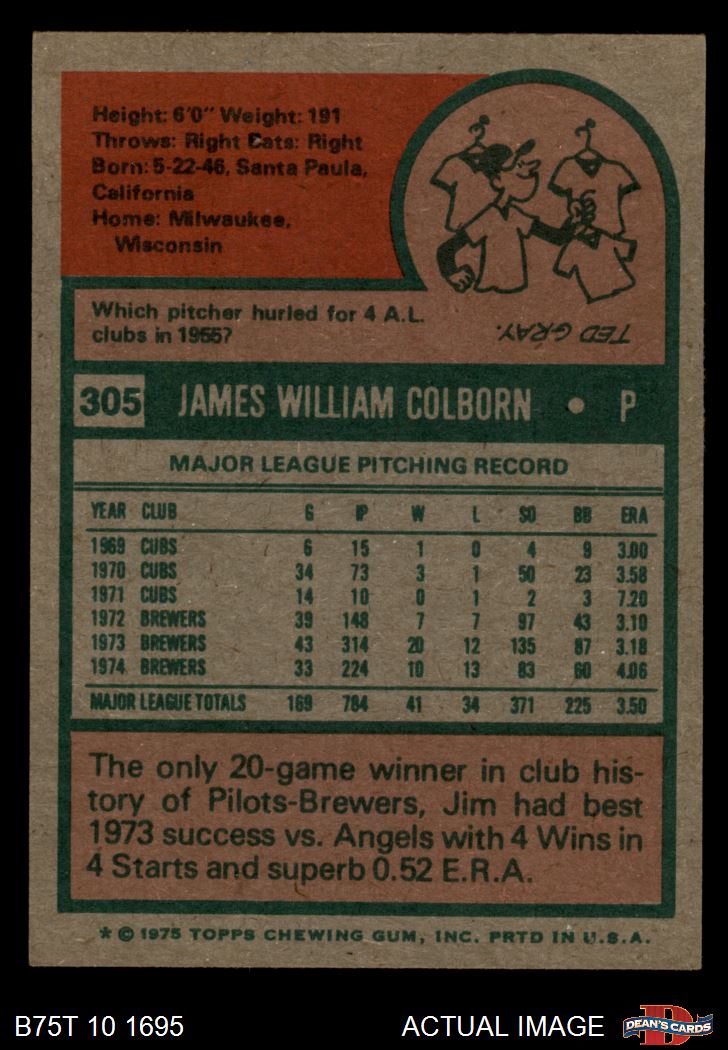 Height: 6'0" Weight: 191
Throws: Right Bats: Right
Born: 5-22-46, Santa Paula,
California
Home: Milwaukee,
Wisconsin
Which pitcher hurled for 4 A.L.
clubs in 1955?
TED GRAY.
305 JAMES WILLIAM COLBORN • P
MAJOR LEAGUE PITCHING RECORD
YEAR CLUB G IP W L SO BB ERA
1969 CUBS 6 15 1 0 4 9 3.00
1970 CUBS 34 73 3 1 50 23 3.58
1971 CUBS 14 10 0 1 2 3 7.20
1972 BREWERS 39 148 7 7 97 43 3.10
1973 BREWERS 43 314 20 12 135 87 3.18
1974 BREWERS 33 224 10 13 83 60 4.06
MAJOR LEAGUE TOTALS 169 784 41 34 371 225 3.50
The only 20-game winner in club his-
tory of Pilots-Brewers, Jim had best
1973 success vs. Angels with 4 Wins in
4 Starts and superb 0.52 E.R.A.
* © 1975 TOPPS CHEWING GUM, INC. PRTD IN U.S.A.
B75T 10 1695 ACTUAL IMAGE D DEAN'S CARDS